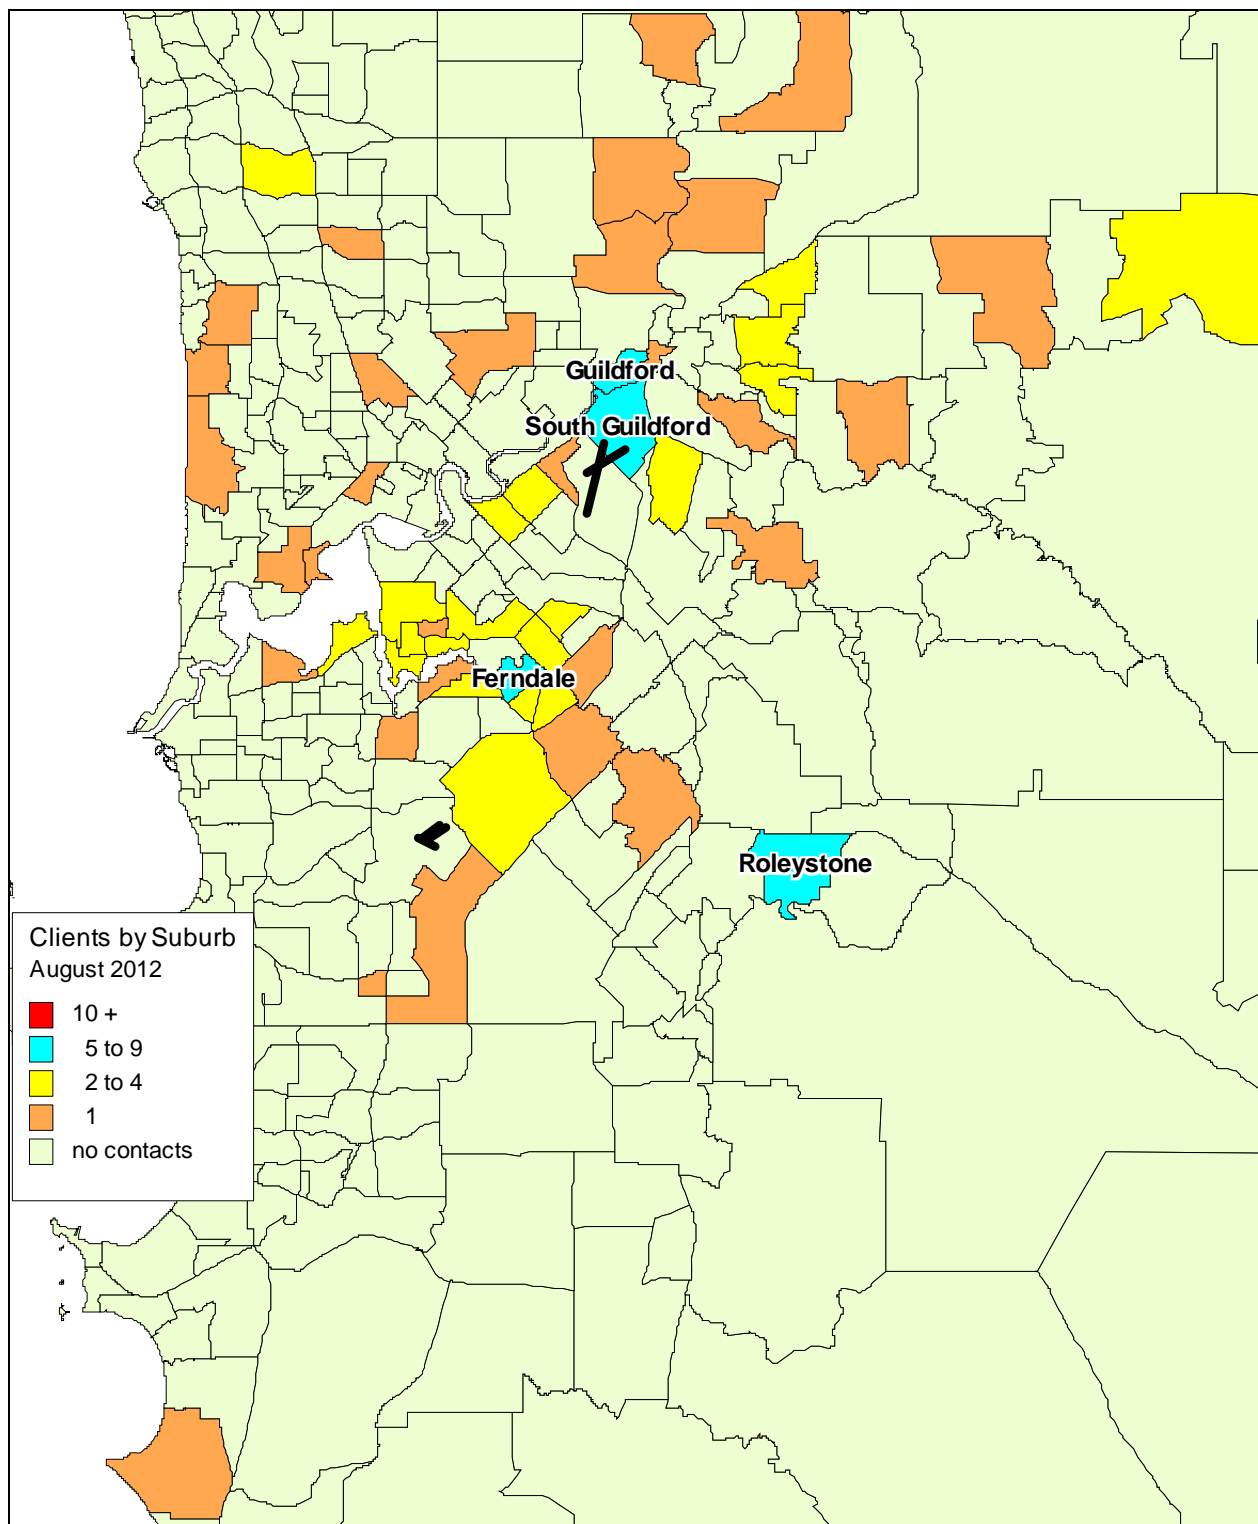 Guildford
South Guildford
Ferndale
Roleystone
Clients by Suburb
August 2012
10 +
5 to 9
2 to 4
1
no contacts